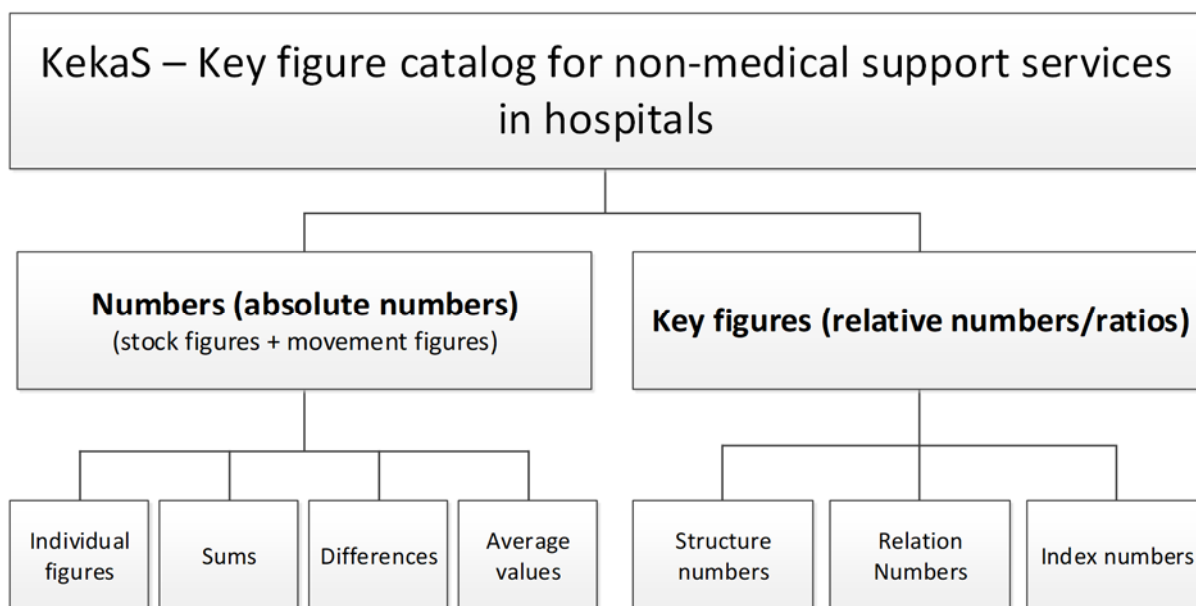 KekaS – Key figure catalog for non-medical support services
in hospitals
Numbers (absolute numbers)
(stock figures + movement figures)
Key figures (relative numbers/ratios)
Individual
figures
Sums
Differences
Average
values
Structure
numbers
Relation
Numbers
Index numbers